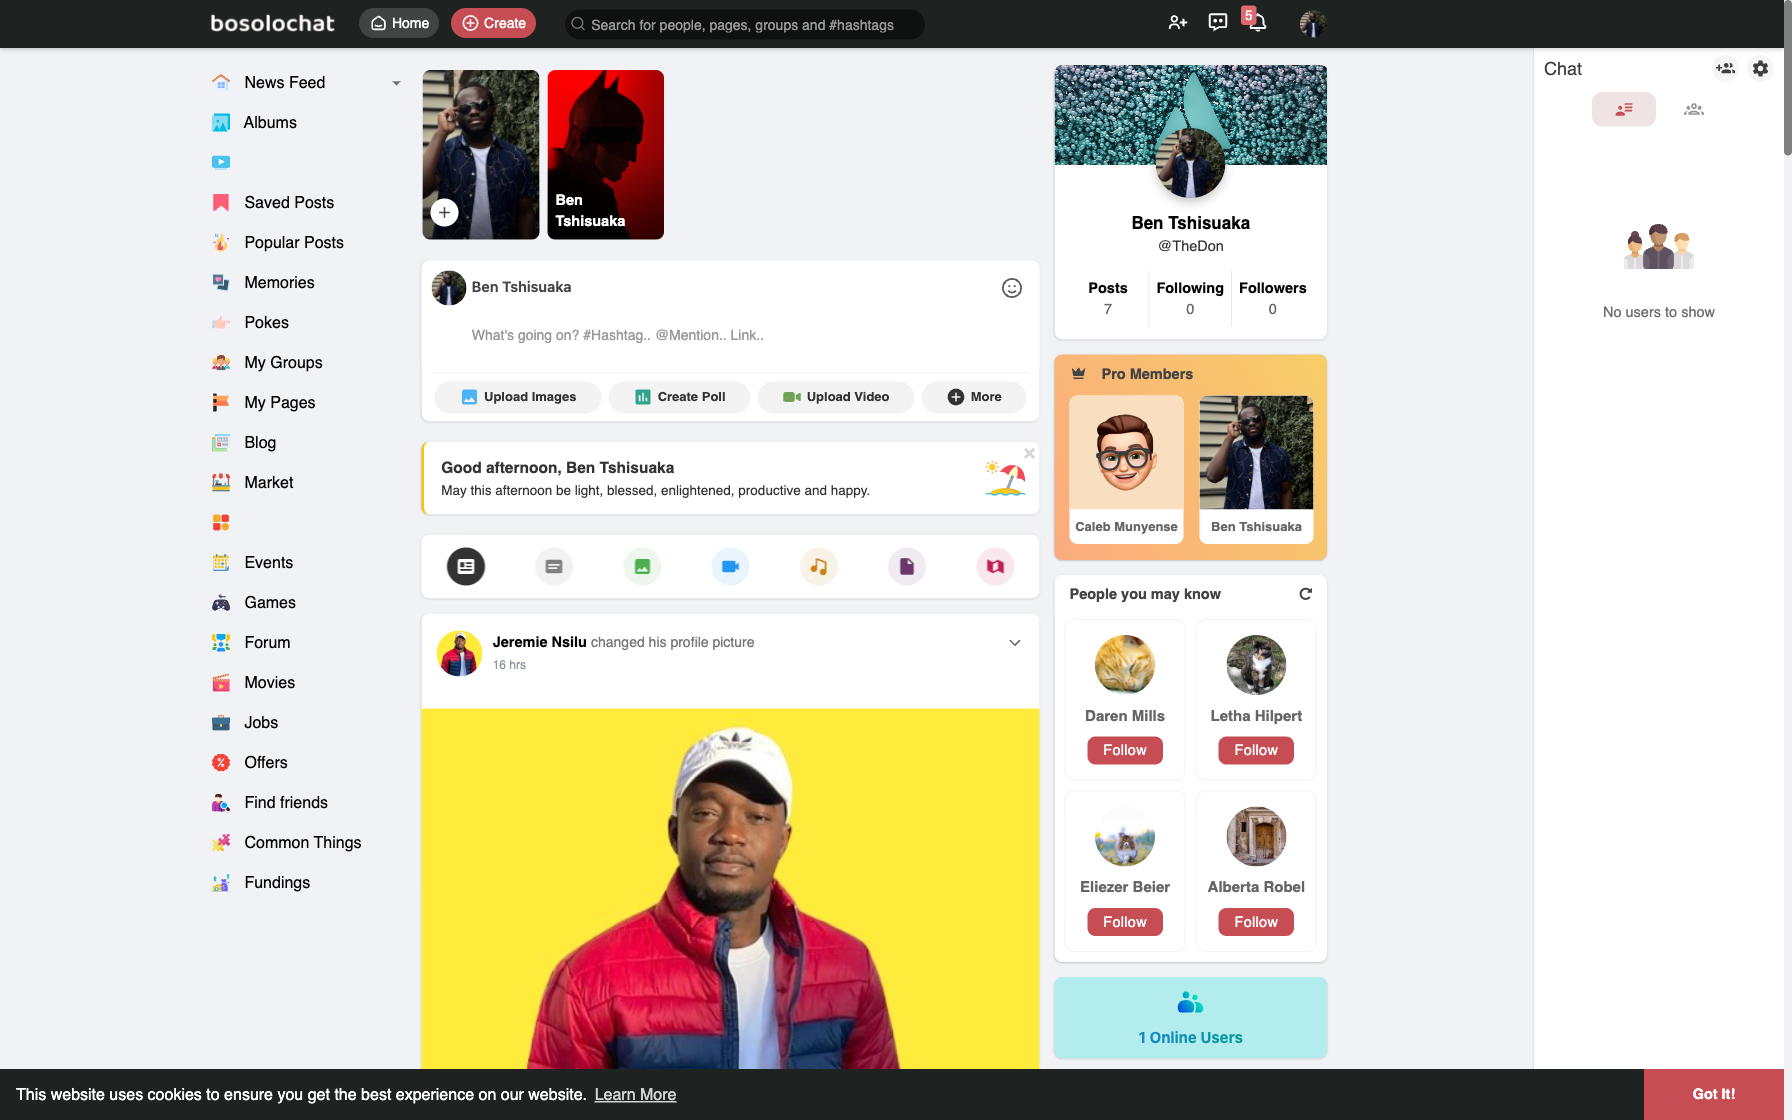 bosolochat
Home
Create
Search for people, pages, groups and #hashtags
5
News Feed
Albums
Saved Posts
Popular Posts
Memories
Pokes
My Groups
My Pages
Blog
Market
Events
Games
Forum
Movies
Jobs
Offers
Find friends
Common Things
Fundings
Ben
Tshisuaka
Ben Tshisuaka
What's going on? #Hashtag.. @Mention.. Link..
Upload Images
Create Poll
Upload Video
More
Good afternoon, Ben Tshisuaka
May this afternoon be light, blessed, enlightened, productive and happy.
Jeremie Nsilu changed his profile picture
16 hrs
Ben Tshisuaka
@TheDon
Posts Following Followers
7 0 0
Pro Members
Caleb Munyense
Ben Tshisuaka
People you may know
Daren Mills
Follow
Letha Hilpert
Follow
Eliezer Beier
Follow
Alberta Robel
Follow
1 Online Users
Chat
No users to show
This website uses cookies to ensure you get the best experience on our website. Learn More
Got It!